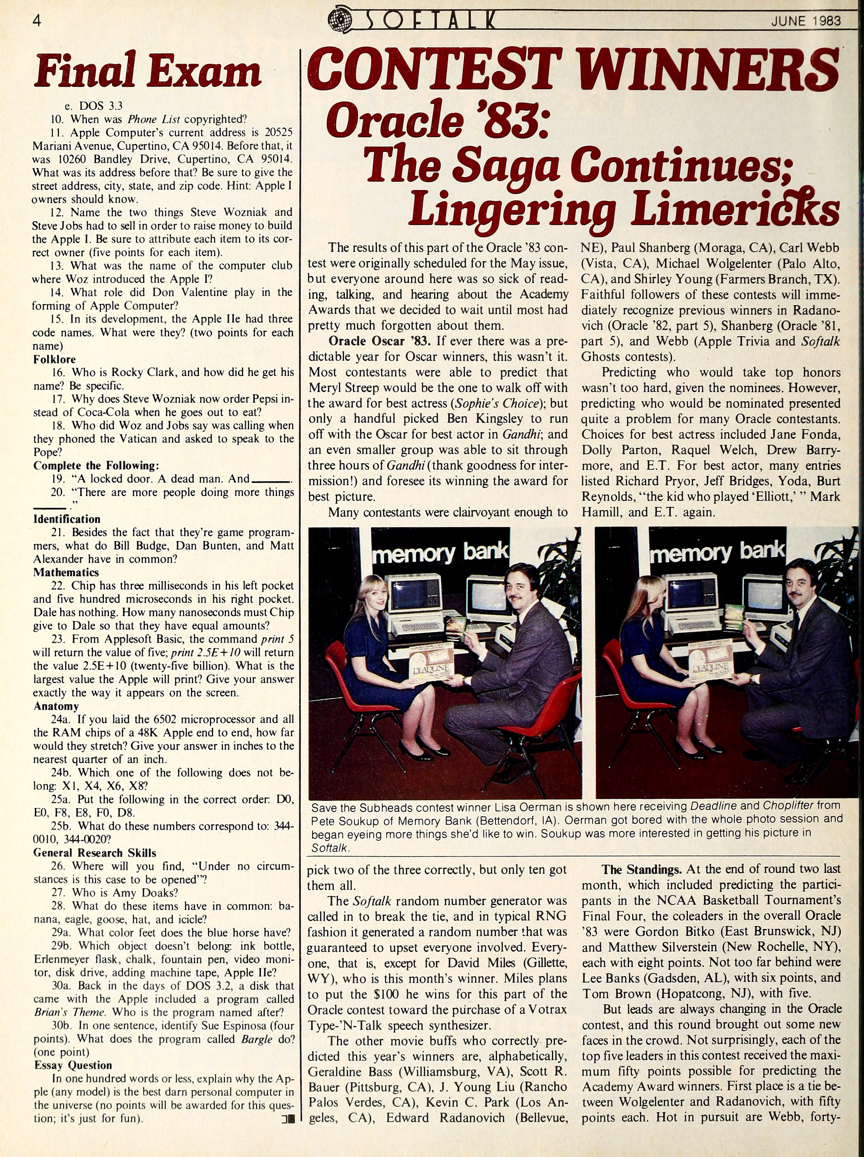 4
SOFTALK
JUNE 1983
Final Exam
e. DOS 3.3
10. When was Phone List copyrighted?
11. Apple Computer's current address is 20525
Mariani Avenue, Cupertino, CA 95014. Before that, it
was 10260 Bandley Drive, Cupertino, CA 95014.
What was its address before that? Be sure to give the
street address, city, state, and zip code. Hint: Apple I
owners should know.
12. Name the two things Steve Wozniak and
Steve Jobs had to sell in order to raise money to build
the Apple I. Be sure to attribute each item to its cor-
rect owner (five points for each item).
13. What was the name of the computer club
where Woz introduced the Apple I?
14. What role did Don Valentine play in the
forming of Apple Computer?
15. In its development, the Apple IIe had three
code names. What were they? (two points for each
name)
Folklore
16. Who is Rocky Clark, and how did he get his
name? Be specific.
17. Why does Steve Wozniak now order Pepsi in-
stead of Coca-Cola when he goes out to eat?
18. Who did Woz and Jobs say was calling when
they phoned the Vatican and asked to speak to the
Pope?
Complete the Following:
19. "A locked door. A dead man. And ______.
20. "There are more people doing more things
______."
Identification
21. Besides the fact that they're game program-
mers, what do Bill Budge, Dan Bunten, and Matt
Alexander have in common?
Mathematics
22. Chip has three milliseconds in his left pocket
and five hundred microseconds in his right pocket.
Dale has nothing. How many nanoseconds must Chip
give to Dale so that they have equal amounts?
23. From Applesoft Basic, the command print 5
will return the value of five; print 2.5E+10 will return
the value 2.5E+10 (twenty-five billion). What is the
largest value the Apple will print? Give your answer
exactly the way it appears on the screen.
Anatomy
24a. If you laid the 6502 microprocessor and all
the RAM chips of a 48K Apple end to end, how far
would they stretch? Give your answer in inches to the
nearest quarter of an inch.
24b. Which one of the following does not be-
long: X1, X4, X6, X8?
25a. Put the following in the correct order: D0,
E0, F8, E8, F0, D8.
25b. What do these numbers correspond to: 344-
0010, 344-0020?
General Research Skills
26. Where will you find, "Under no circum-
stances is this case to be opened"?
27. Who is Amy Doaks?
28. What do these items have in common: ba-
nana, eagle, goose, hat, and icicle?
29a. What color feet does the blue horse have?
29b. Which object doesn't belong: ink bottle,
Erlenmeyer flask, chalk, fountain pen, video moni-
tor, disk drive, adding machine tape, Apple IIe?
30a. Back in the days of DOS 3.2, a disk that
came with the Apple included a program called
Brian's Theme. Who is the program named after?
30b. In one sentence, identify Sue Espinosa (four
points). What does the program called Bargle do?
(one point)
Essay Question
In one hundred words or less, explain why the Ap-
ple (any model) is the best darn personal computer in
the universe (no points will be awarded for this ques-
tion; it's just for fun).
CONTEST WINNERS
Oracle '83:
The Saga Continues;
Lingering Limericks
The results of this part of the Oracle '83 con-
test were originally scheduled for the May issue,
but everyone around here was so sick of read-
ing, talking, and hearing about the Academy
Awards that we decided to wait until most had
pretty much forgotten about them.
Oracle Oscar '83. If ever there was a pre-
dictable year for Oscar winners, this wasn't it.
Most contestants were able to predict that
Meryl Streep would be the one to walk off with
the award for best actress (Sophie's Choice); but
only a handful picked Ben Kingsley to run
off with the Oscar for best actor in Gandhi; and
an even smaller group was able to sit through
three hours of Gandhi (thank goodness for inter-
mission!) and foresee its winning the award for
best picture.
Many contestants were clairvoyant enough to
NE), Paul Shanberg (Moraga, CA), Carl Webb
(Vista, CA), Michael Wolgelenter (Palo Alto,
CA), and Shirley Young (Farmers Branch, TX).
Faithful followers of these contests will imme-
diately recognize previous winners in Radano-
vich (Oracle '82, part 5), Shanberg (Oracle '81,
part 5), and Webb (Apple Trivia and Softalk
Ghosts contests).
Predicting who would take top honors
wasn't too hard, given the nominees. However,
predicting who would be nominated presented
quite a problem for many Oracle contestants.
Choices for best actress included Jane Fonda,
Dolly Parton, Raquel Welch, Drew Barry-
more, and E.T. For best actor, many entries
listed Richard Pryor, Jeff Bridges, Yoda, Burt
Reynolds, "the kid who played 'Elliott,' " Mark
Hamill, and E.T. again.
memory bank
DEADLINE
memory bank
DEADLINE
Save the Subheads contest winner Lisa Oerman is shown here receiving Deadline and Choplifter from
Pete Soukup of Memory Bank (Bettendorf, IA). Oerman got bored with the whole photo session and
began eyeing more things she'd like to win. Soukup was more interested in getting his picture in
Softalk.
pick two of the three correctly, but only ten got
them all.
The Softalk random number generator was
called in to break the tie, and in typical RNG
fashion it generated a random number that was
guaranteed to upset everyone involved. Every-
one, that is, except for David Miles (Gillette,
WY), who is this month's winner. Miles plans
to put the $100 he wins for this part of the
Oracle contest toward the purchase of a Votrax
Type-'N-Talk speech synthesizer.
The other movie buffs who correctly pre-
dicted this year's winners are, alphabetically,
Geraldine Bass (Williamsburg, VA), Scott R.
Bauer (Pittsburg, CA), J. Young Liu (Rancho
Palos Verdes, CA), Kevin C. Park (Los An-
geles, CA), Edward Radanovich (Bellevue,
The Standings. At the end of round two last
month, which included predicting the partici-
pants in the NCAA Basketball Tournament's
Final Four, the coleaders in the overall Oracle
'83 were Gordon Bitko (East Brunswick, NJ)
and Matthew Silverstein (New Rochelle, NY),
each with eight points. Not too far behind were
Lee Banks (Gadsden, AL), with six points, and
Tom Brown (Hopatcong, NJ), with five.
But leads are always changing in the Oracle
contest, and this round brought out some new
faces in the crowd. Not surprisingly, each of the
top five leaders in this contest received the maxi-
mum fifty points possible for predicting the
Academy Award winners. First place is a tie be-
tween Wolgelenter and Radanovich, with fifty
points each. Hot in pursuit are Webb, forty-